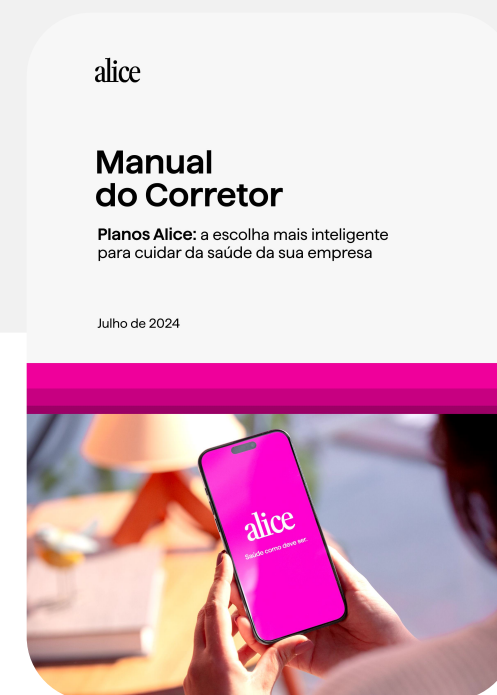 alice
Manual
do Corretor
Planos Alice: a escolha mais inteligente
para cuidar da saúde da sua empresa
Julho de 2024
alice
Saúde como deve ser.